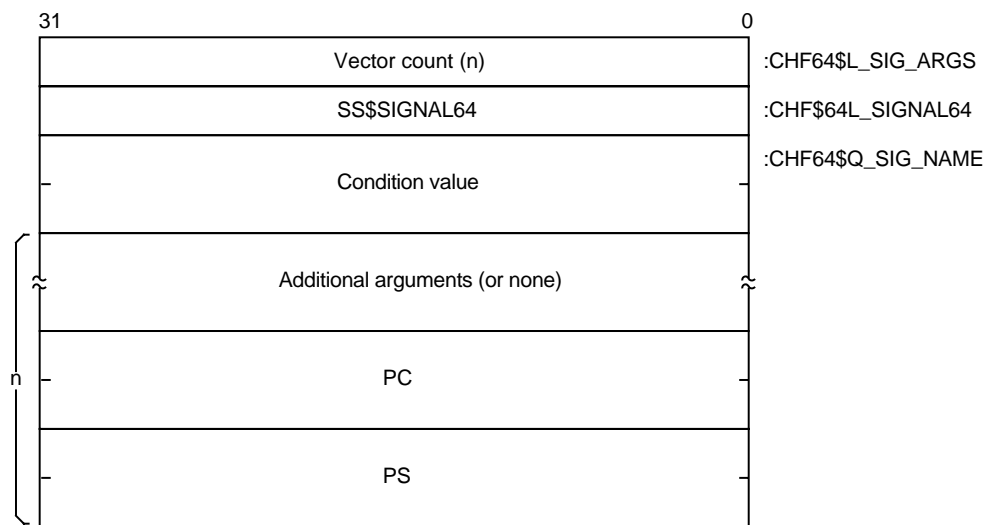 31 0
Vector count (n) :CHF64$L_SIG_ARGS
SS$SIGNAL64 :CHF$64L_SIGNAL64
:CHF64$Q_SIG_NAME
Condition value
Additional arguments (or none)
n PC
PS